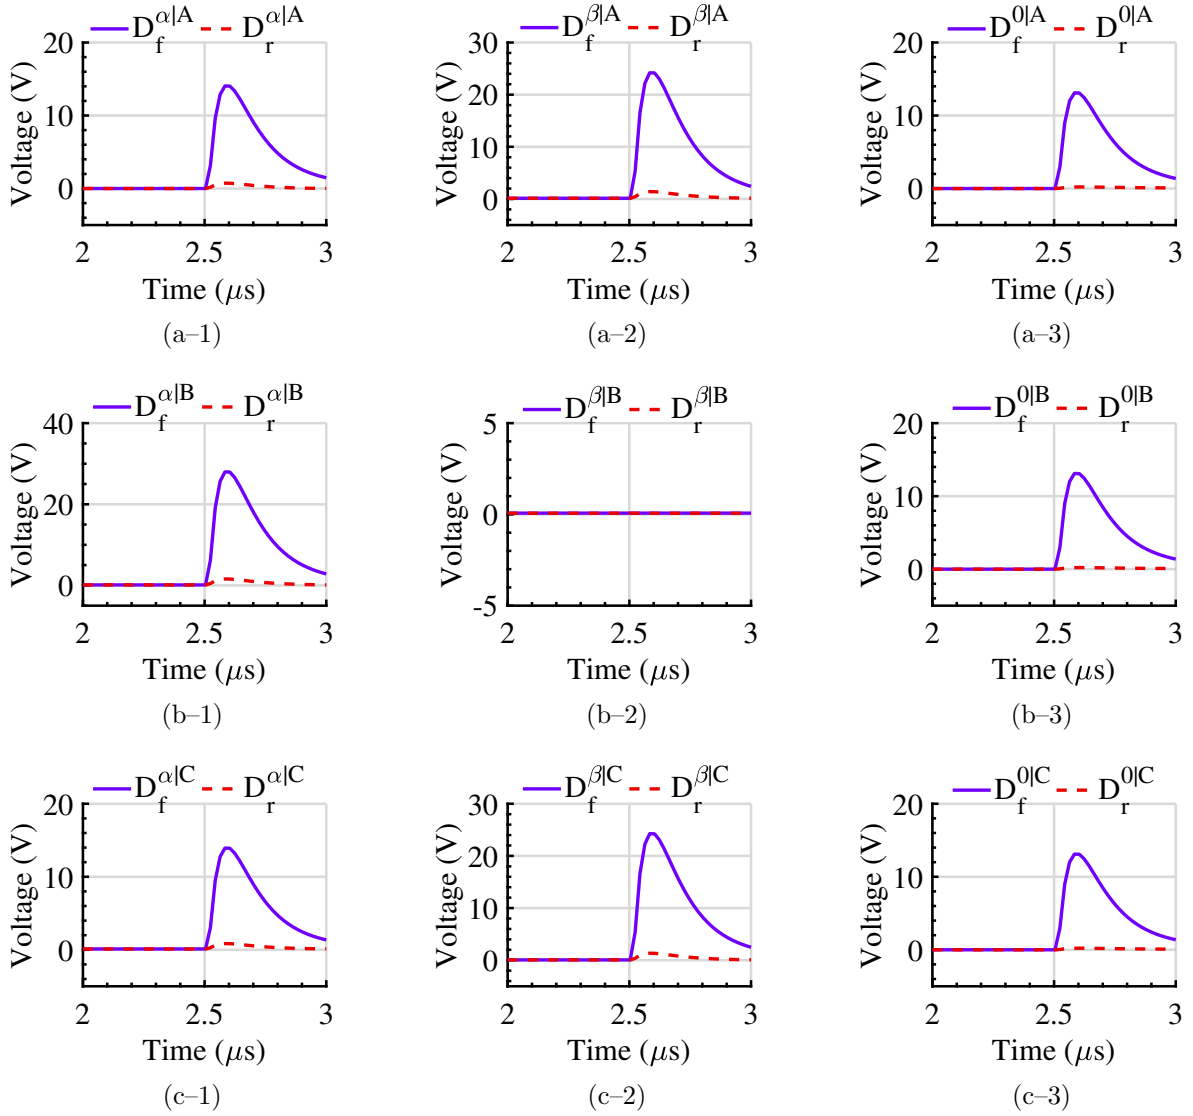 D_f^{α|A} D_r^{α|A}
Voltage (V)
20
10
0
2 2.5 3
Time (μs)
(a–1)
D_f^{β|A} D_r^{β|A}
Voltage (V)
30
20
10
0
2 2.5 3
Time (μs)
(a–2)
D_f^{0|A} D_r^{0|A}
Voltage (V)
20
10
0
2 2.5 3
Time (μs)
(a–3)
D_f^{α|B} D_r^{α|B}
Voltage (V)
40
20
0
2 2.5 3
Time (μs)
(b–1)
D_f^{β|B} D_r^{β|B}
Voltage (V)
5
0
-5
2 2.5 3
Time (μs)
(b–2)
D_f^{0|B} D_r^{0|B}
Voltage (V)
20
10
0
2 2.5 3
Time (μs)
(b–3)
D_f^{α|C} D_r^{α|C}
Voltage (V)
20
10
0
2 2.5 3
Time (μs)
(c–1)
D_f^{β|C} D_r^{β|C}
Voltage (V)
30
20
10
0
2 2.5 3
Time (μs)
(c–2)
D_f^{0|C} D_r^{0|C}
Voltage (V)
20
10
0
2 2.5 3
Time (μs)
(c–3)